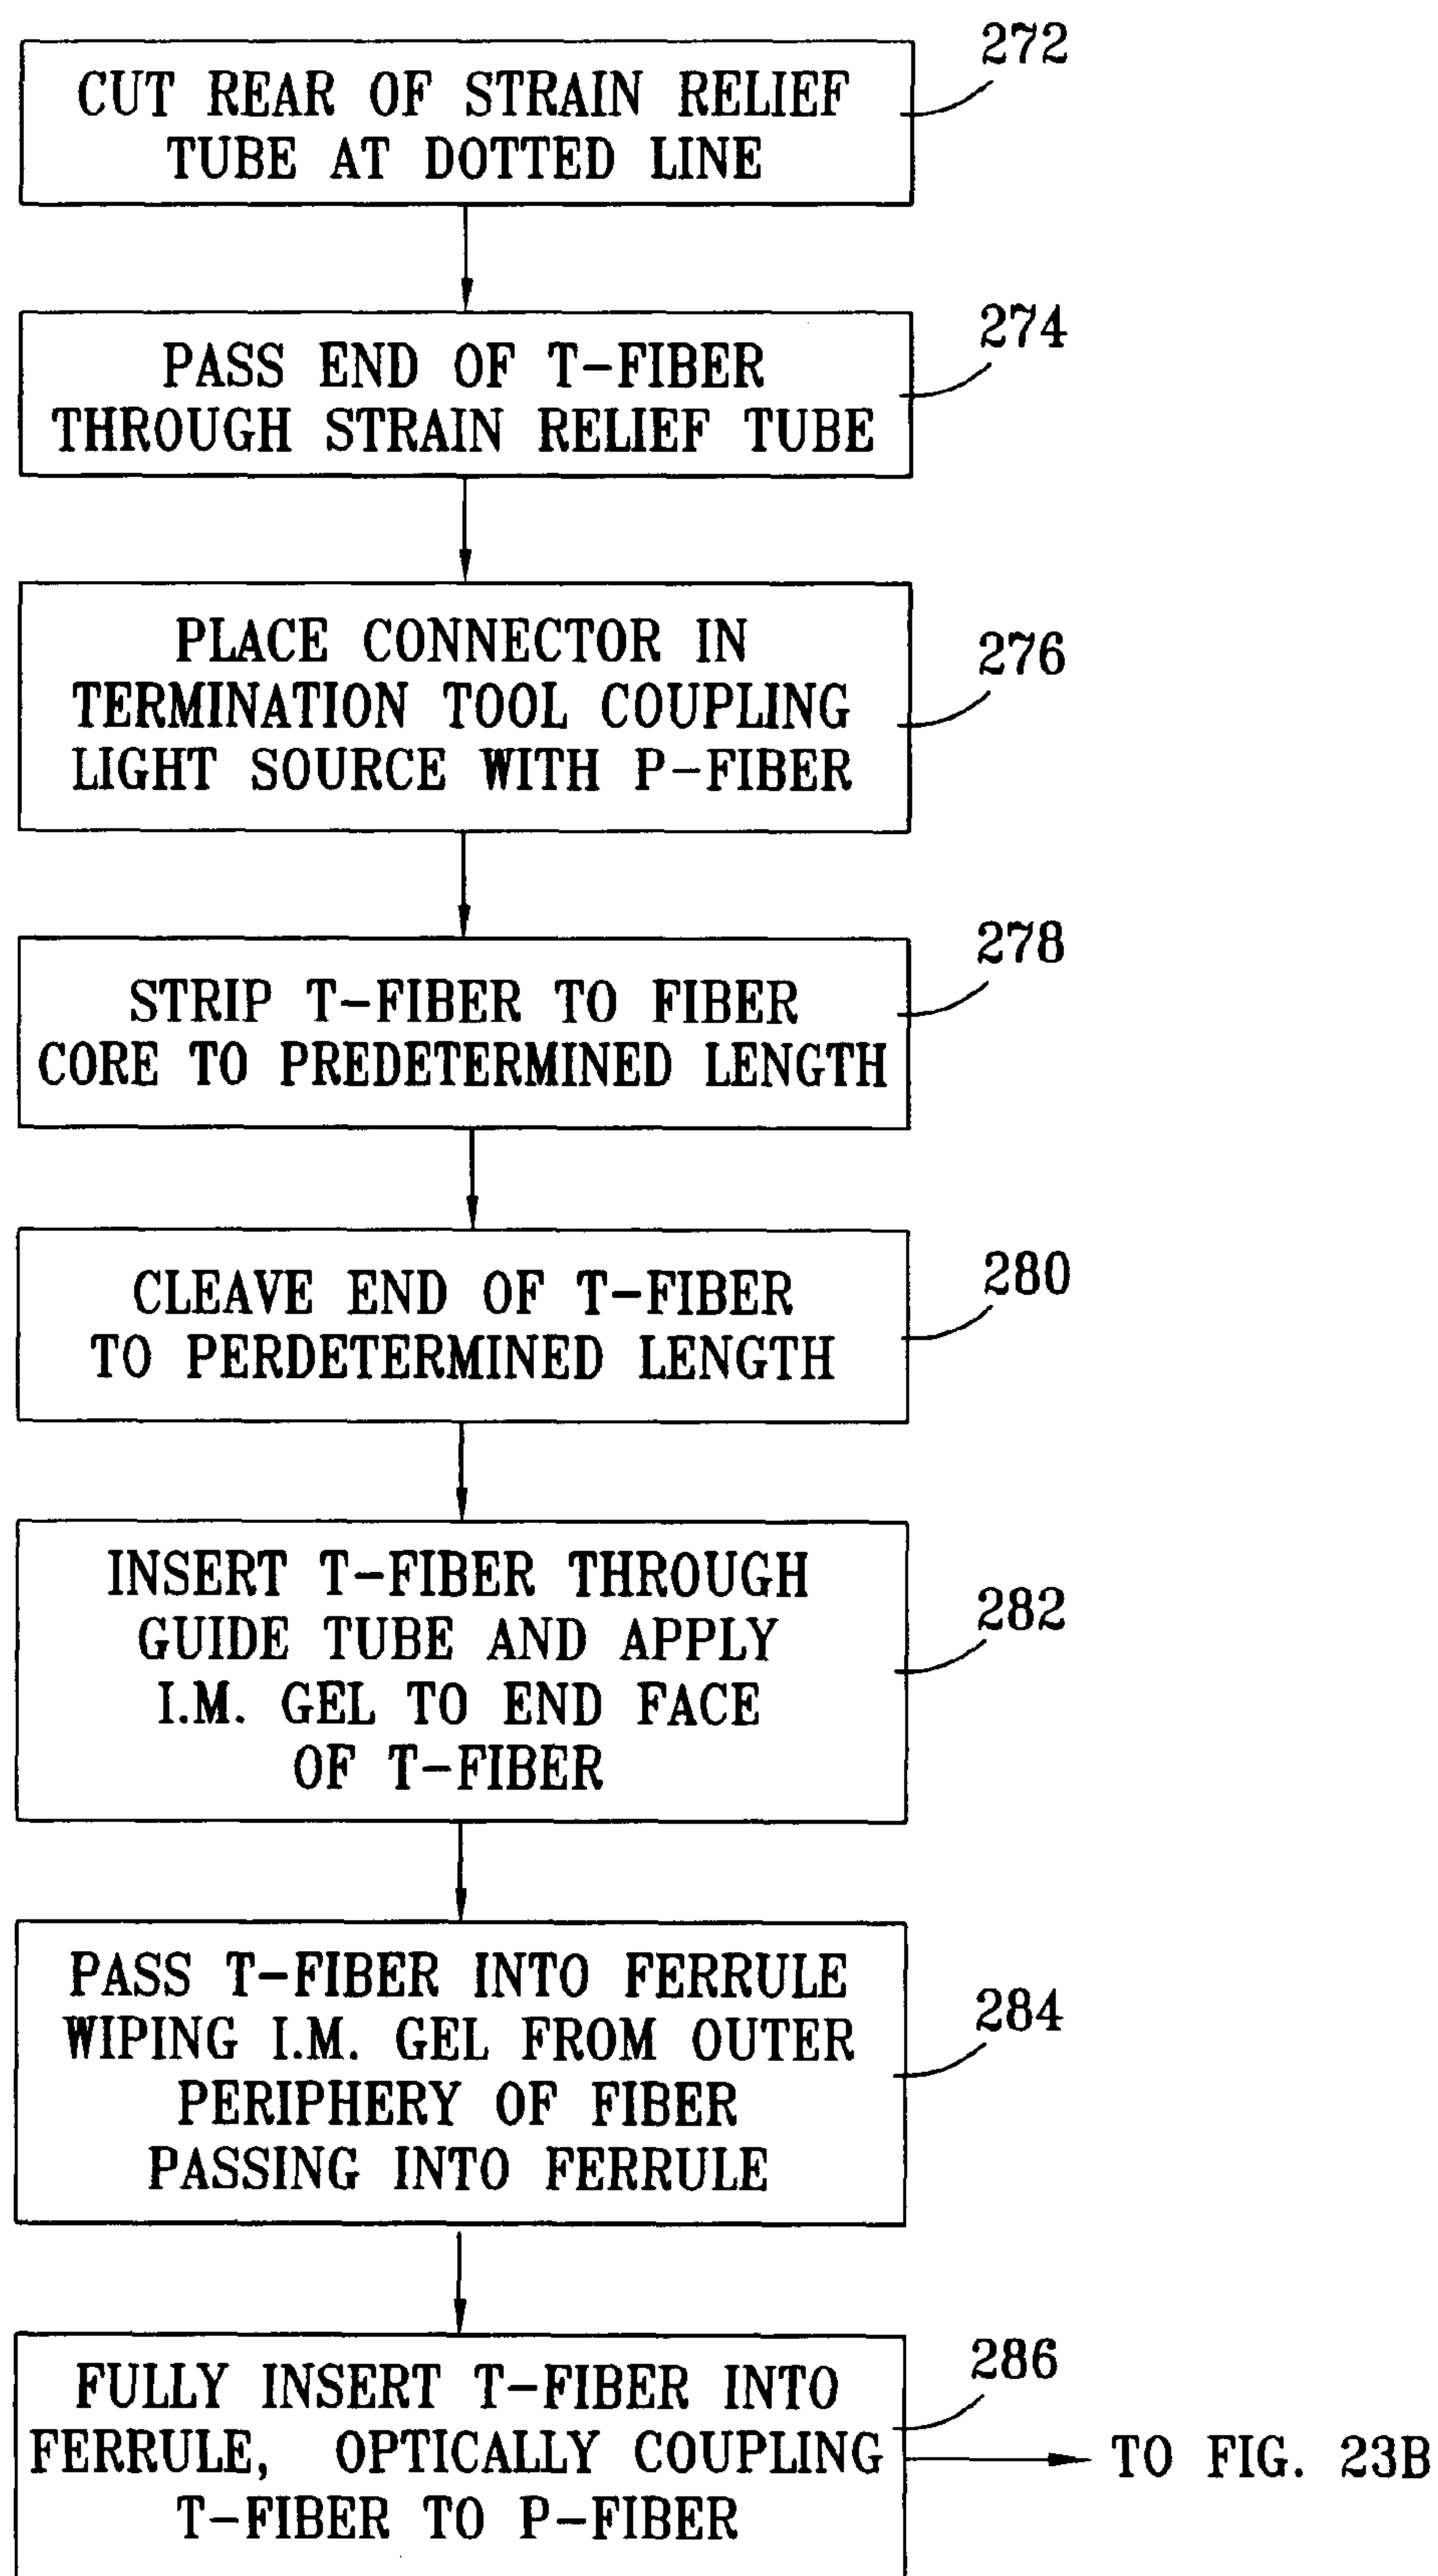 272
CUT REAR OF STRAIN RELIEF
TUBE AT DOTTED LINE
274
PASS END OF T-FIBER
THROUGH STRAIN RELIEF TUBE
276
PLACE CONNECTOR IN
TERMINATION TOOL COUPLING
LIGHT SOURCE WITH P-FIBER
278
STRIP T-FIBER TO FIBER
CORE TO PREDETERMINED LENGTH
280
CLEAVE END OF T-FIBER
TO PERDETERMINED LENGTH
282
INSERT T-FIBER THROUGH
GUIDE TUBE AND APPLY
I.M. GEL TO END FACE
OF T-FIBER
284
PASS T-FIBER INTO FERRULE
WIPING I.M. GEL FROM OUTER
PERIPHERY OF FIBER
PASSING INTO FERRULE
286
FULLY INSERT T-FIBER INTO
FERRULE, OPTICALLY COUPLING
T-FIBER TO P-FIBER
TO FIG. 23B